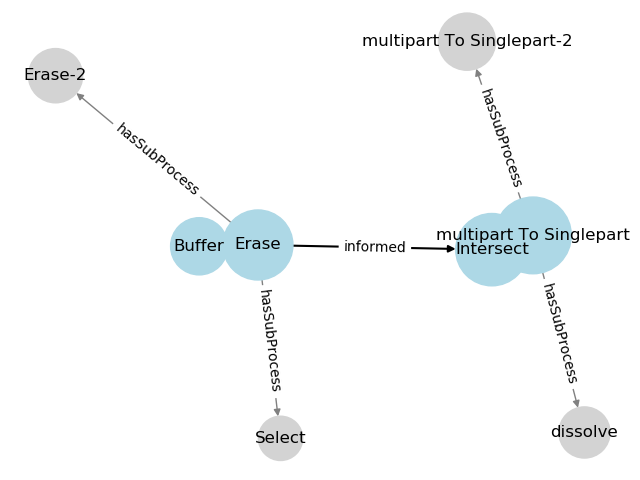 multipart To Singlepart-2
Erase-2
hasSubProcess
hasSubProcess
multipart To Singlepart
Buffer
Erase
informed
Intersect
hasSubProcess
hasSubProcess
Select
dissolve